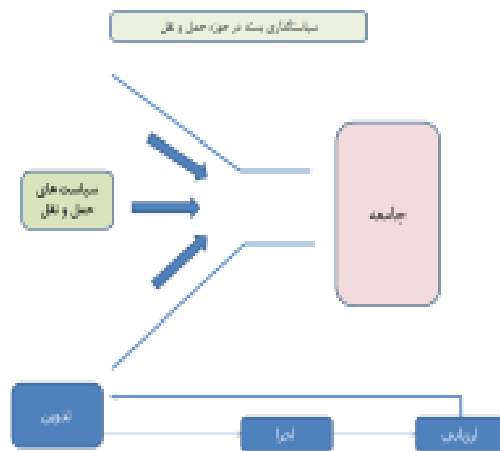 سیاستگذاری بسته در حوزه حمل و نقل
سیاست های
حمل و نقل
جامعه
تدوین
اجرا
ارزیابی